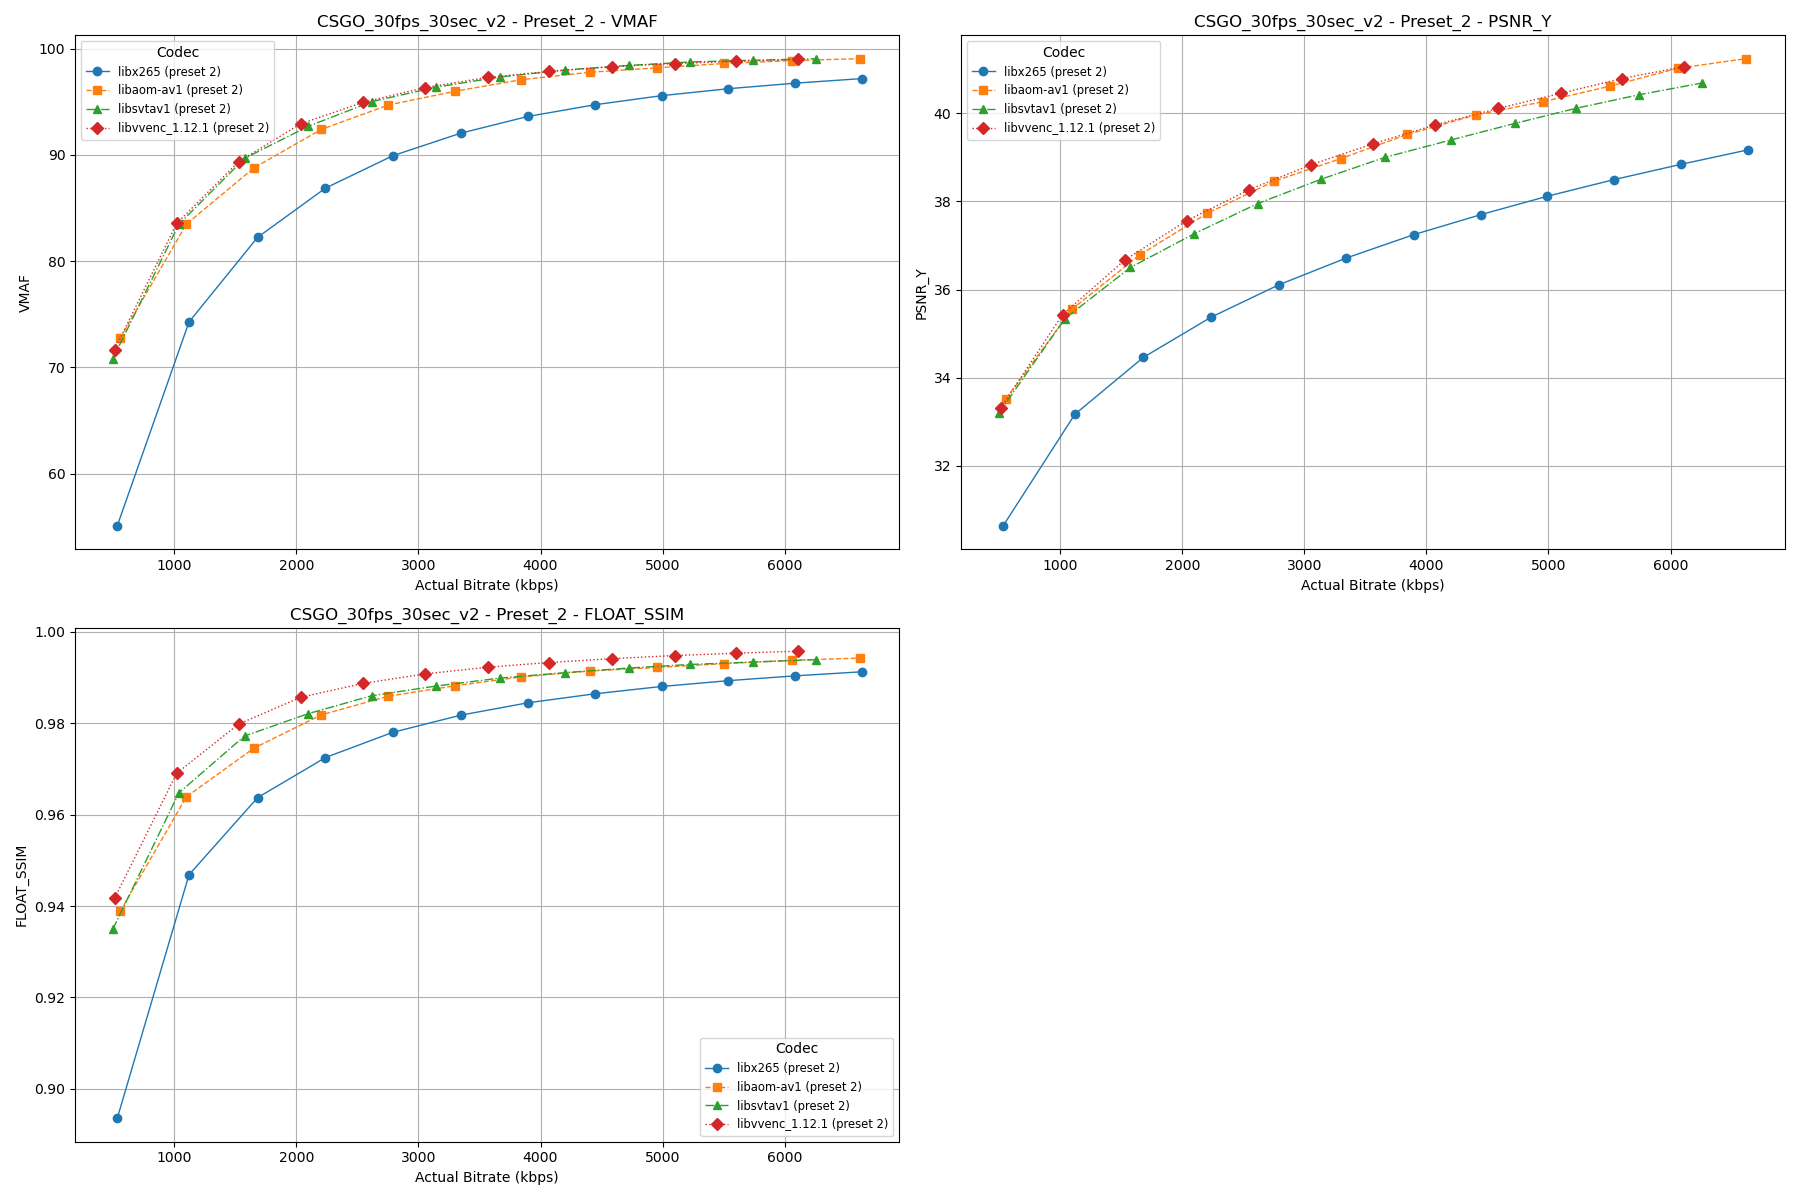 CSGO_30fps_30sec_v2 - Preset_2 - VMAF
Codec
libx265 (preset 2)
libaom-av1 (preset 2)
libsvtav1 (preset 2)
libvvenc_1.12.1 (preset 2)
100
90
80
70
60
VMAF
1000 2000 3000 4000 5000 6000
Actual Bitrate (kbps)
CSGO_30fps_30sec_v2 - Preset_2 - PSNR_Y
Codec
libx265 (preset 2)
libaom-av1 (preset 2)
libsvtav1 (preset 2)
libvvenc_1.12.1 (preset 2)
40
38
36
34
32
PSNR_Y
1000 2000 3000 4000 5000 6000
Actual Bitrate (kbps)
CSGO_30fps_30sec_v2 - Preset_2 - FLOAT_SSIM
1.00
0.98
0.96
0.94
0.92
0.90
FLOAT_SSIM
Codec
libx265 (preset 2)
libaom-av1 (preset 2)
libsvtav1 (preset 2)
libvvenc_1.12.1 (preset 2)
1000 2000 3000 4000 5000 6000
Actual Bitrate (kbps)